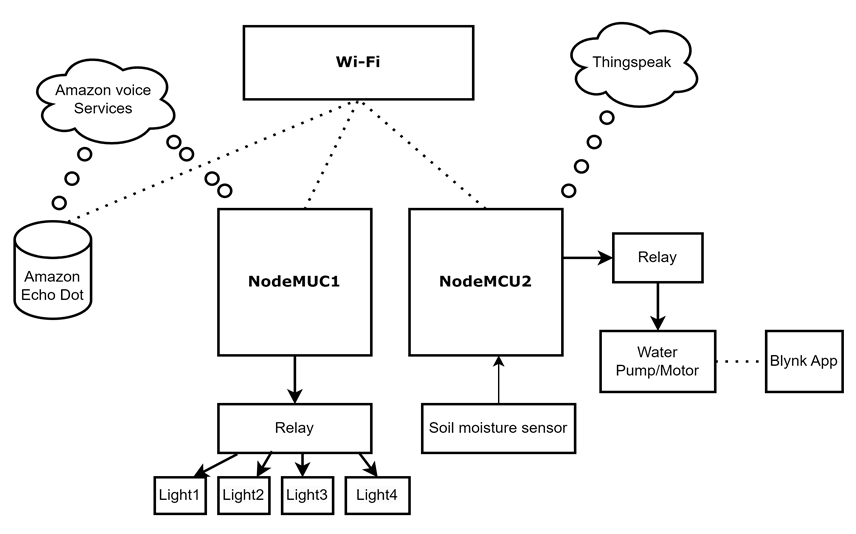 Wi-Fi
Thingspeak
Amazon voice
Services
Amazon
Echo Dot
NodeMUC1
NodeMCU2
Relay
Water
Pump/Motor
Blynk App
Relay
Soil moisture sensor
Light1
Light2
Light3
Light4